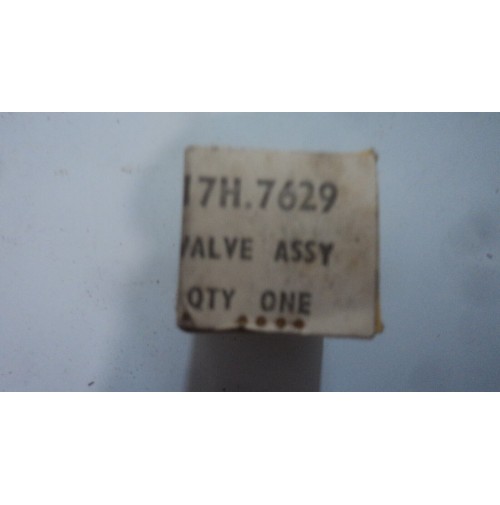 17H.7629
VALVE ASSY
QTY ONE